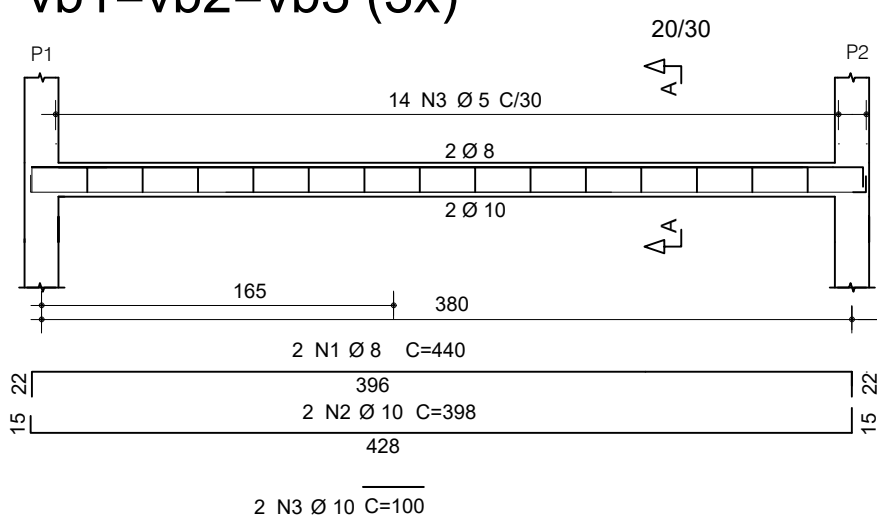 vb1=vb2=vb3 (3x)
20/30
P1
P2
A
14 N3 Ø 5 C/30
2 Ø 8
2 Ø 10
A
165
380
2 N1 Ø 8 C=440
22
396
22
2 N2 Ø 10 C=398
15
428
15
2 N3 Ø 10 C=100